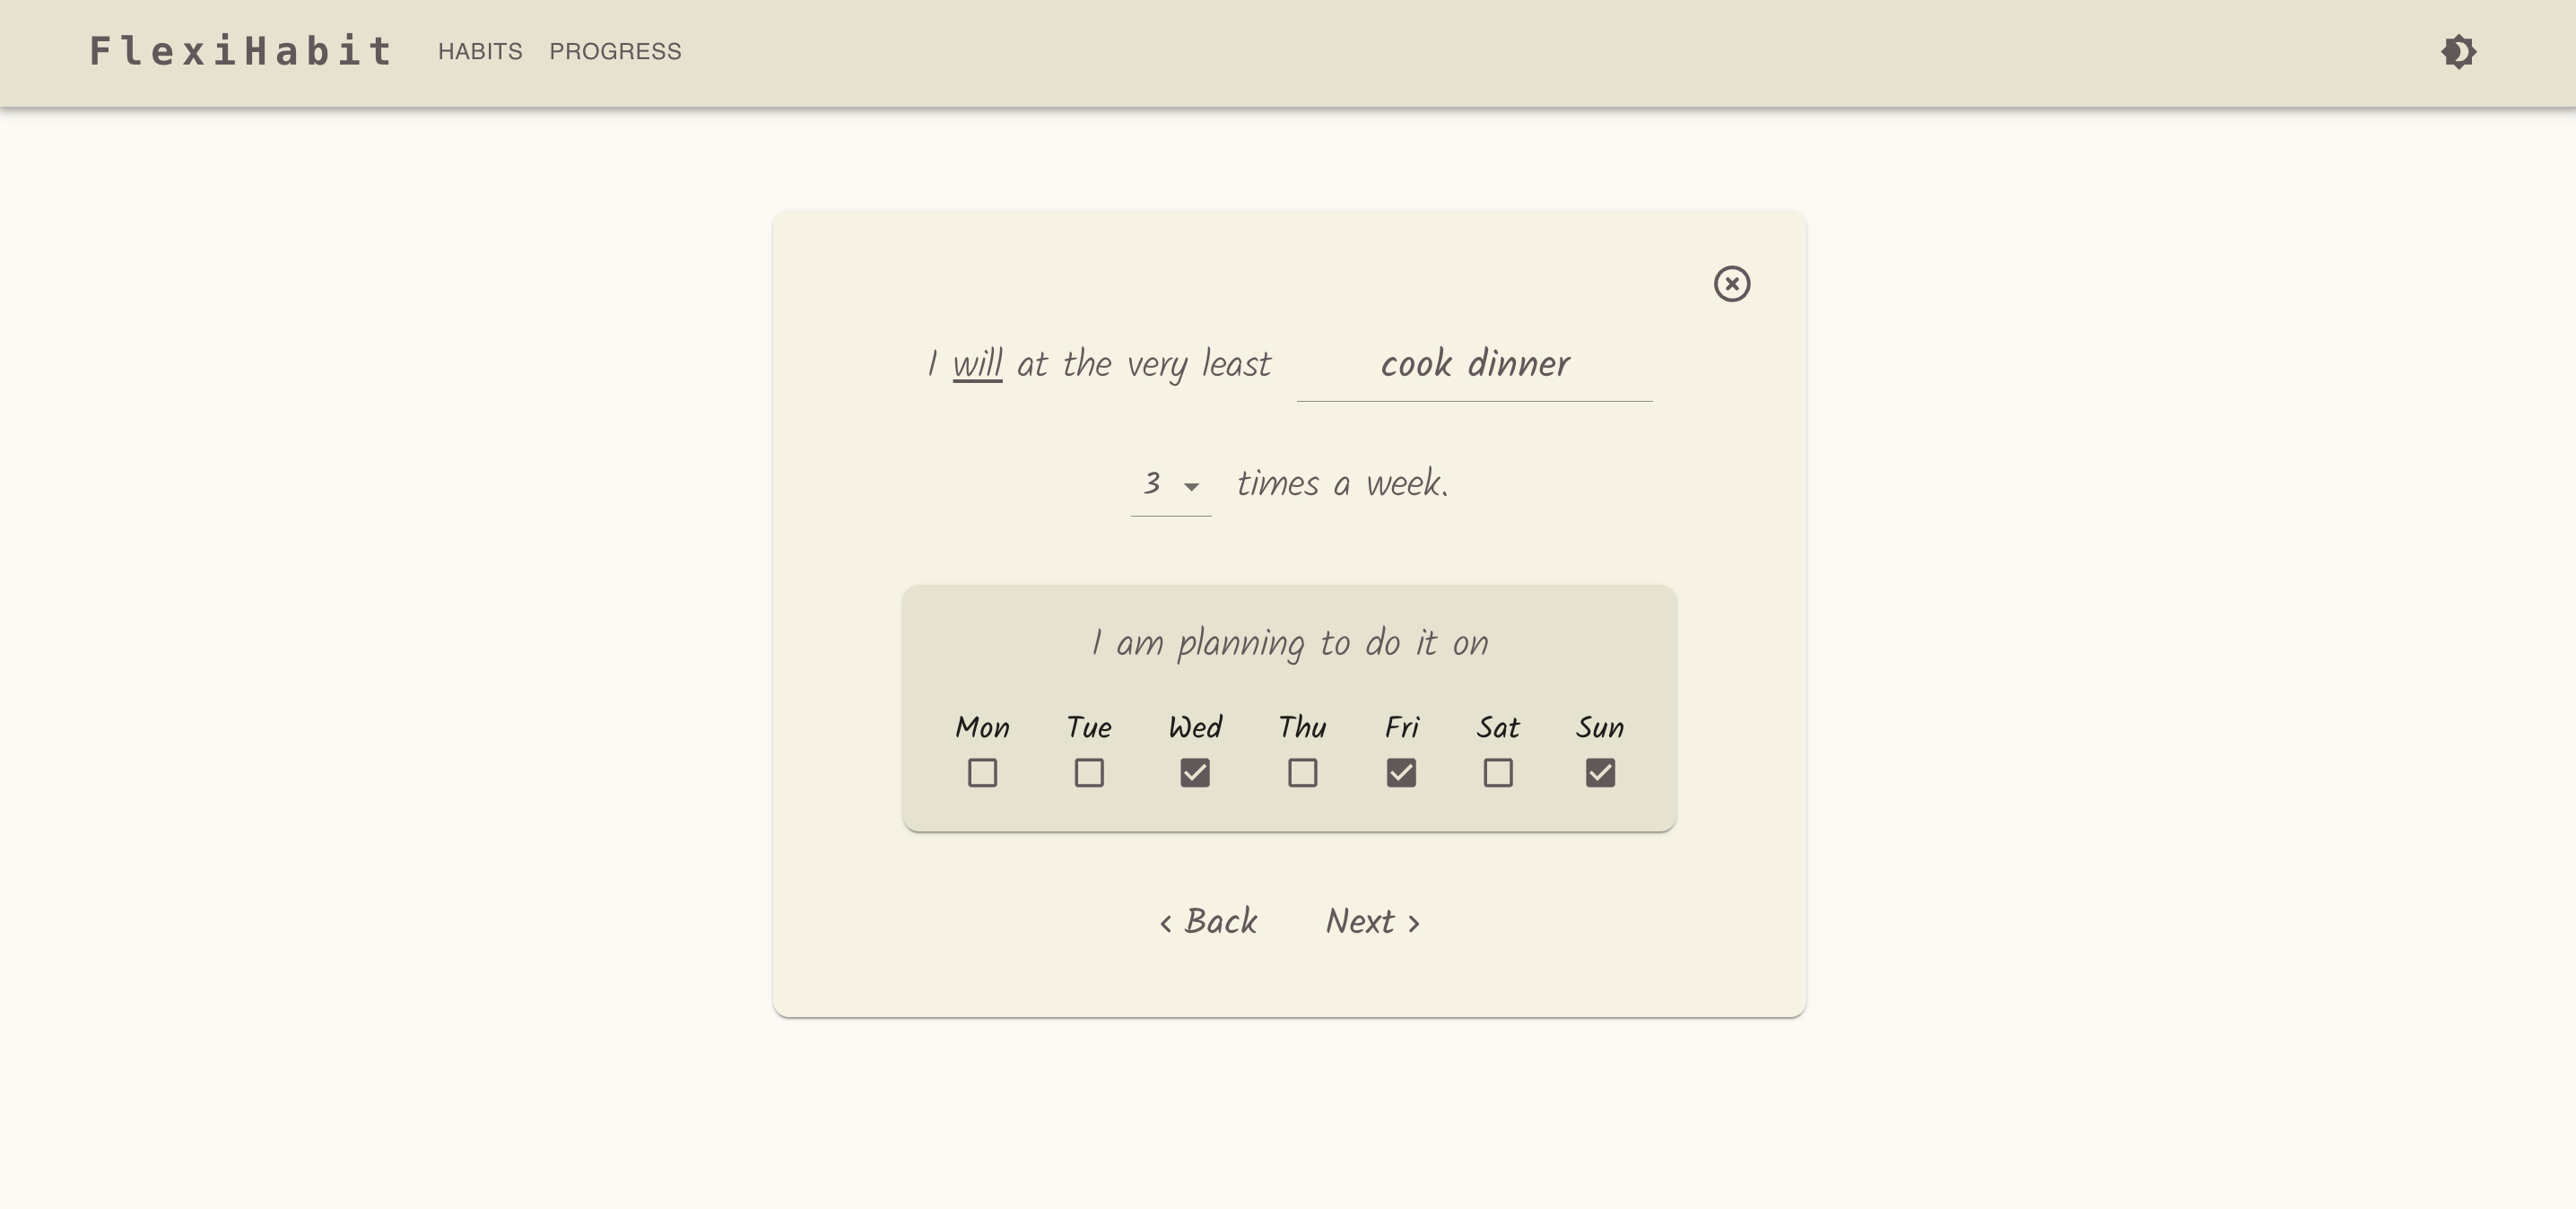 FlexiHabit HABITS PROGRESS
I will at the very least cook dinner
3 times a week.
I am planning to do it on
Mon Tue Wed Thu Fri Sat Sun
Back Next